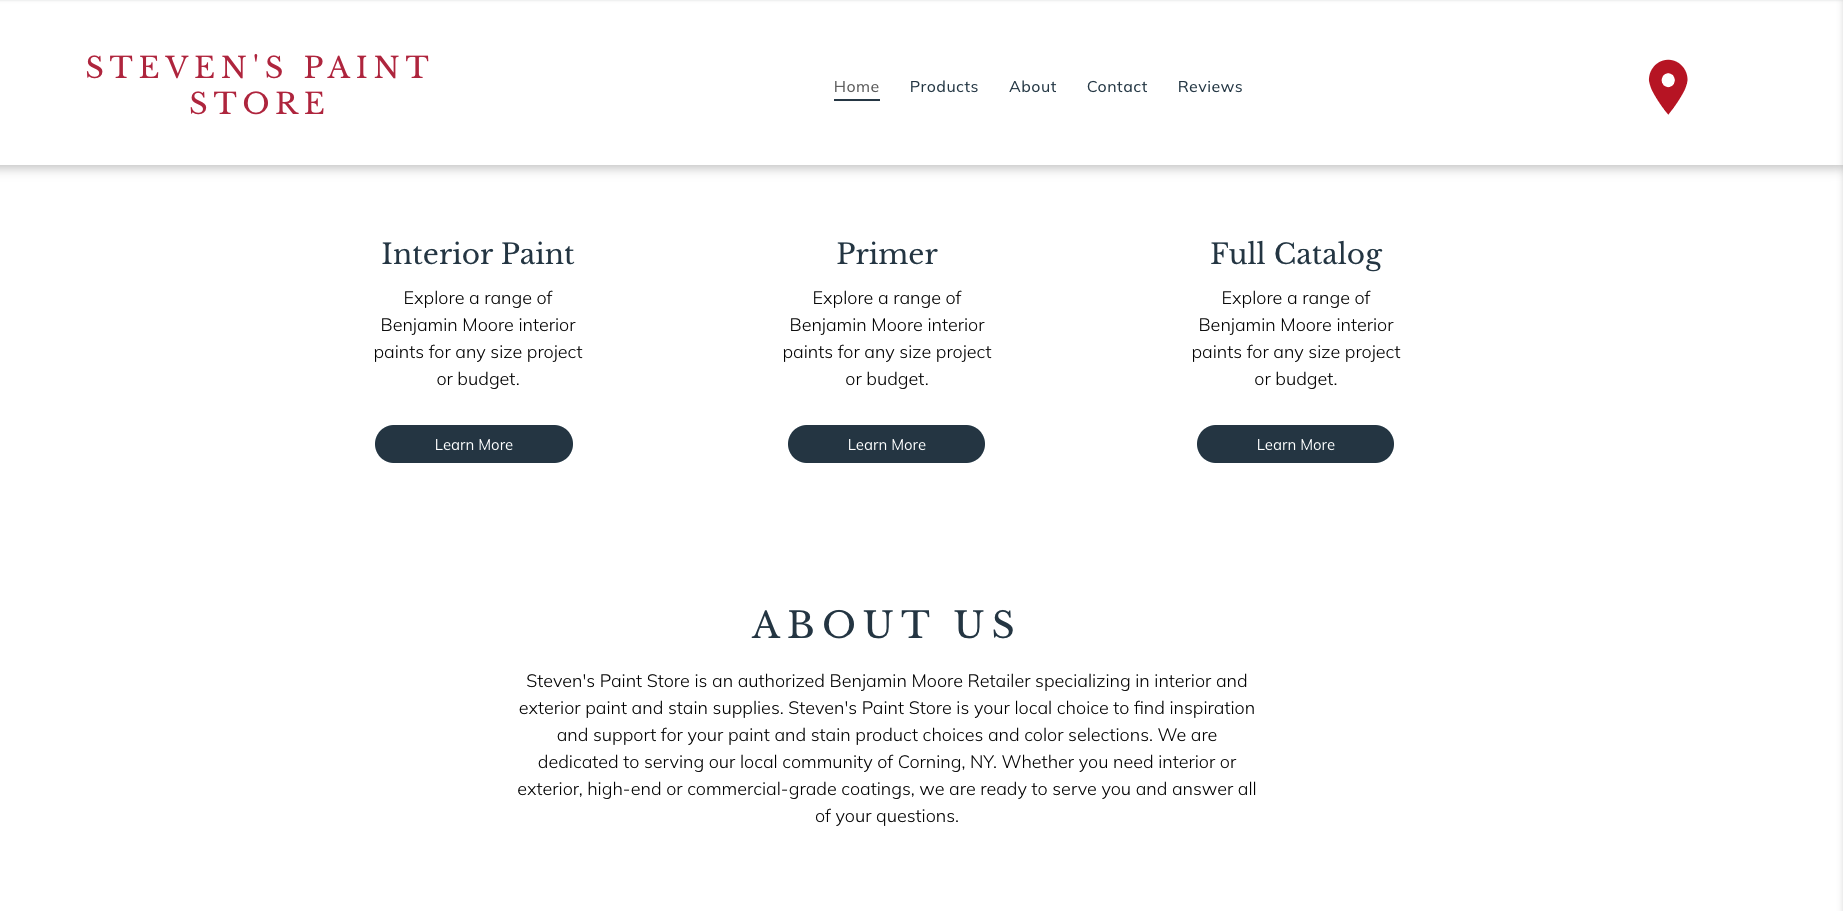 STEVEN'S PAINT
STORE
Home Products About Contact Reviews
Interior Paint
Explore a range of
Benjamin Moore interior
paints for any size project
or budget.
Learn More
Primer
Explore a range of
Benjamin Moore interior
paints for any size project
or budget.
Learn More
Full Catalog
Explore a range of
Benjamin Moore interior
paints for any size project
or budget.
Learn More
ABOUT US
Steven's Paint Store is an authorized Benjamin Moore Retailer specializing in interior and
exterior paint and stain supplies. Steven's Paint Store is your local choice to find inspiration
and support for your paint and stain product choices and color selections. We are
dedicated to serving our local community of Corning, NY. Whether you need interior or
exterior, high-end or commercial-grade coatings, we are ready to serve you and answer all
of your questions.